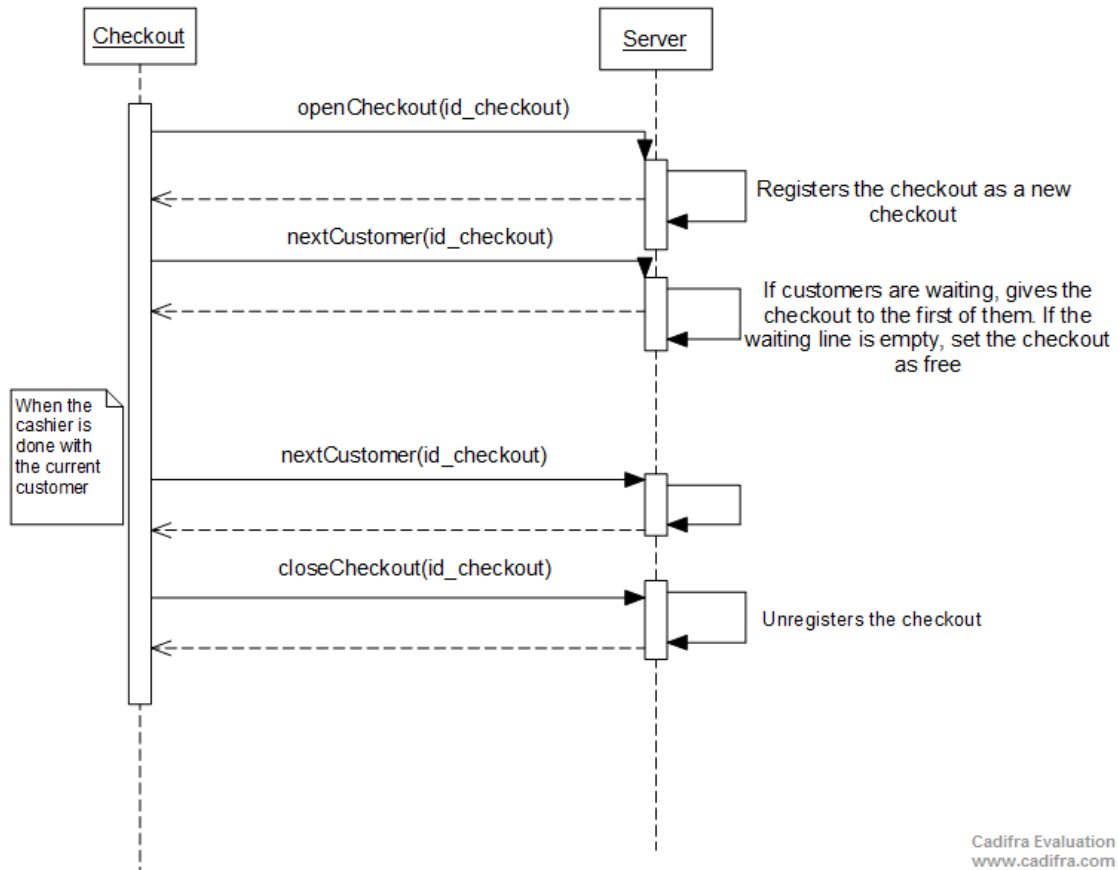 Checkout
Server
openCheckout(id_checkout)
Registers the checkout as a new
checkout
nextCustomer(id_checkout)
If customers are waiting, gives the
checkout to the first of them. If the
waiting line is empty, set the checkout
as free
When the
cashier is
done with
the current
customer
nextCustomer(id_checkout)
closeCheckout(id_checkout)
Unregisters the checkout
Cadifra Evaluation
www.cadifra.com